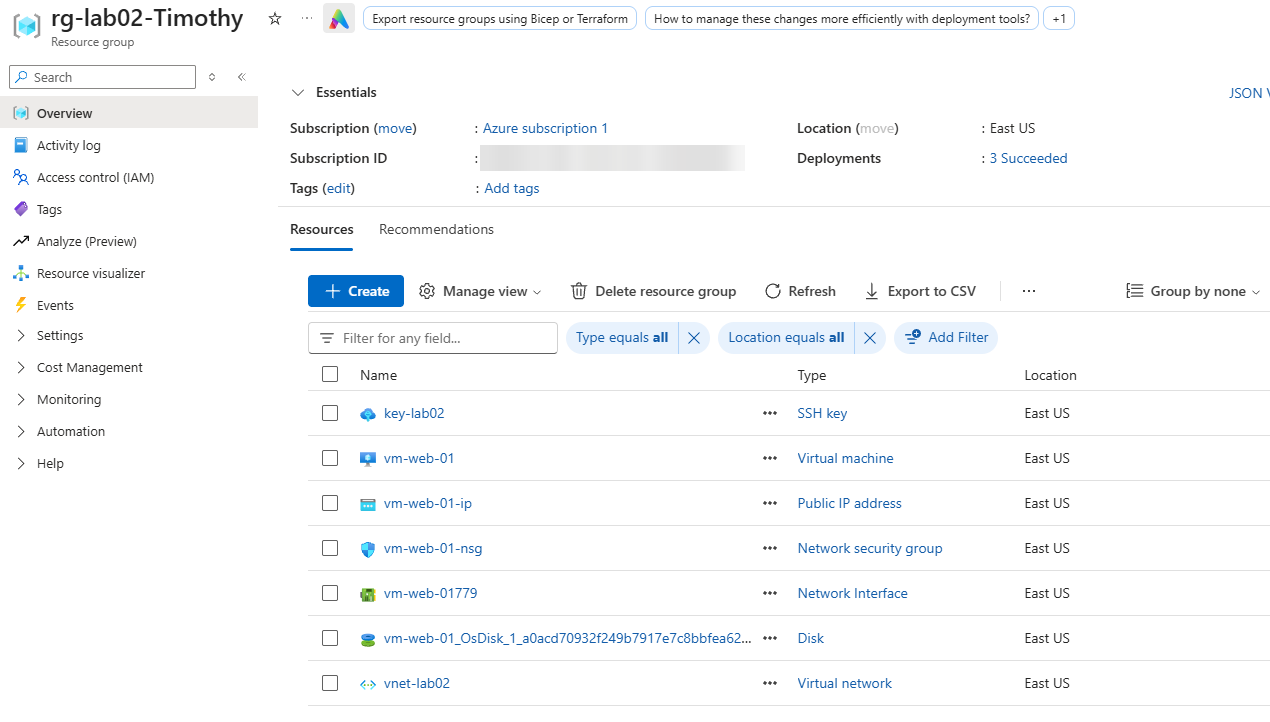 rg-lab02-Timothy
Resource group
Export resource groups using Bicep or Terraform
How to manage these changes more efficiently with deployment tools?
+1
Search
Overview
Activity log
Access control (IAM)
Tags
Analyze (Preview)
Resource visualizer
Events
Settings
Cost Management
Monitoring
Automation
Help
Essentials
JSON V
Subscription (move) : Azure subscription 1
Subscription ID :
Tags (edit) : Add tags
Location (move) : East US
Deployments : 3 Succeeded
Resources Recommendations
Create Manage view Delete resource group Refresh Export to CSV Group by none
Filter for any field... Type equals all Location equals all Add Filter
Name Type Location
key-lab02 SSH key East US
vm-web-01 Virtual machine East US
vm-web-01-ip Public IP address East US
vm-web-01-nsg Network security group East US
vm-web-01779 Network Interface East US
vm-web-01_OsDisk_1_a0acd70932f249b7917e7c8bbfea62... Disk East US
vnet-lab02 Virtual network East US